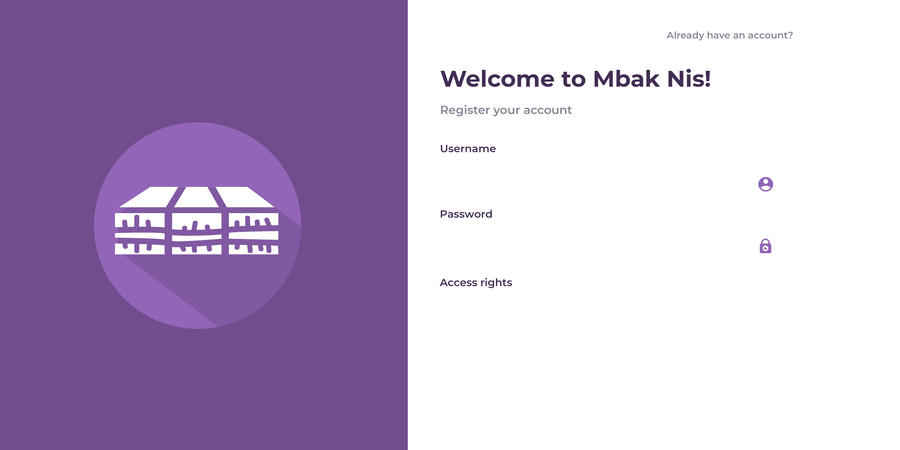 Already have an account?
Welcome to Mbak Nis!
Register your account
Username
Password
Access rights